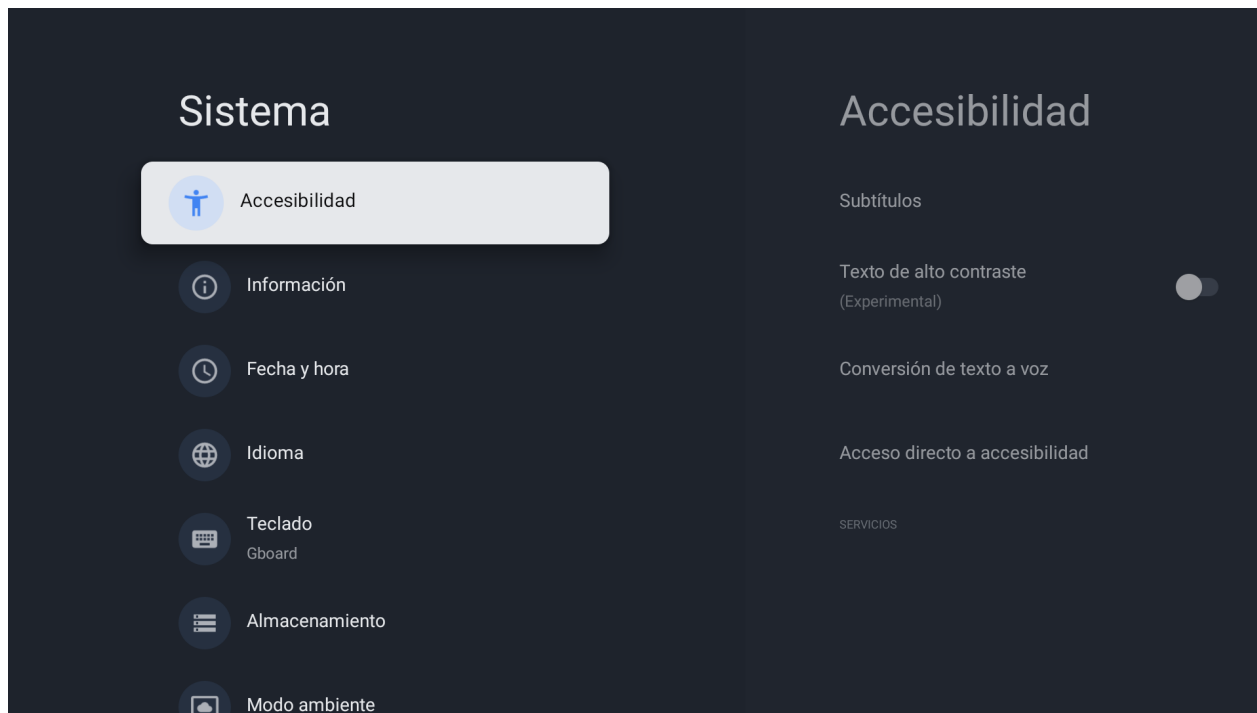 Sistema
Accesibilidad
Información
Fecha y hora
Idioma
Teclado
Gboard
Almacenamiento
Modo ambiente
Accesibilidad
Subtítulos
Texto de alto contraste
(Experimental)
Conversión de texto a voz
Acceso directo a accesibilidad
SERVICIOS